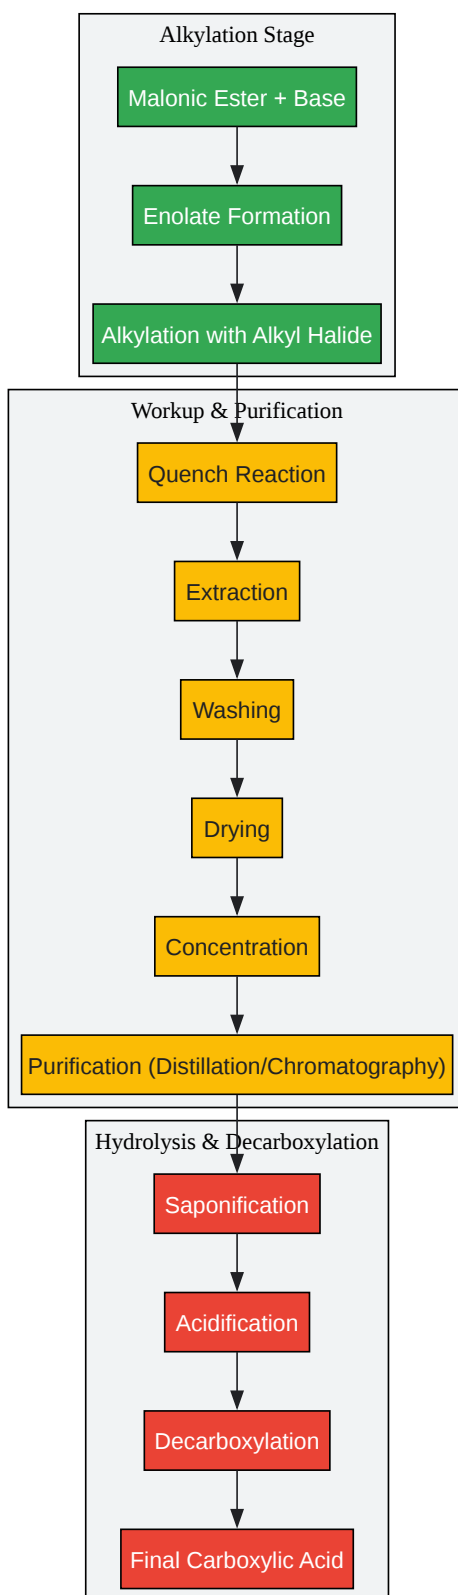 Alkylation Stage
Malonic Ester + Base
Enolate Formation
Alkylation with Alkyl Halide
Workup & Purification
Quench Reaction
Extraction
Washing
Drying
Concentration
Purification (Distillation/Chromatography)
Hydrolysis & Decarboxylation
Saponification
Acidification
Decarboxylation
Final Carboxylic Acid